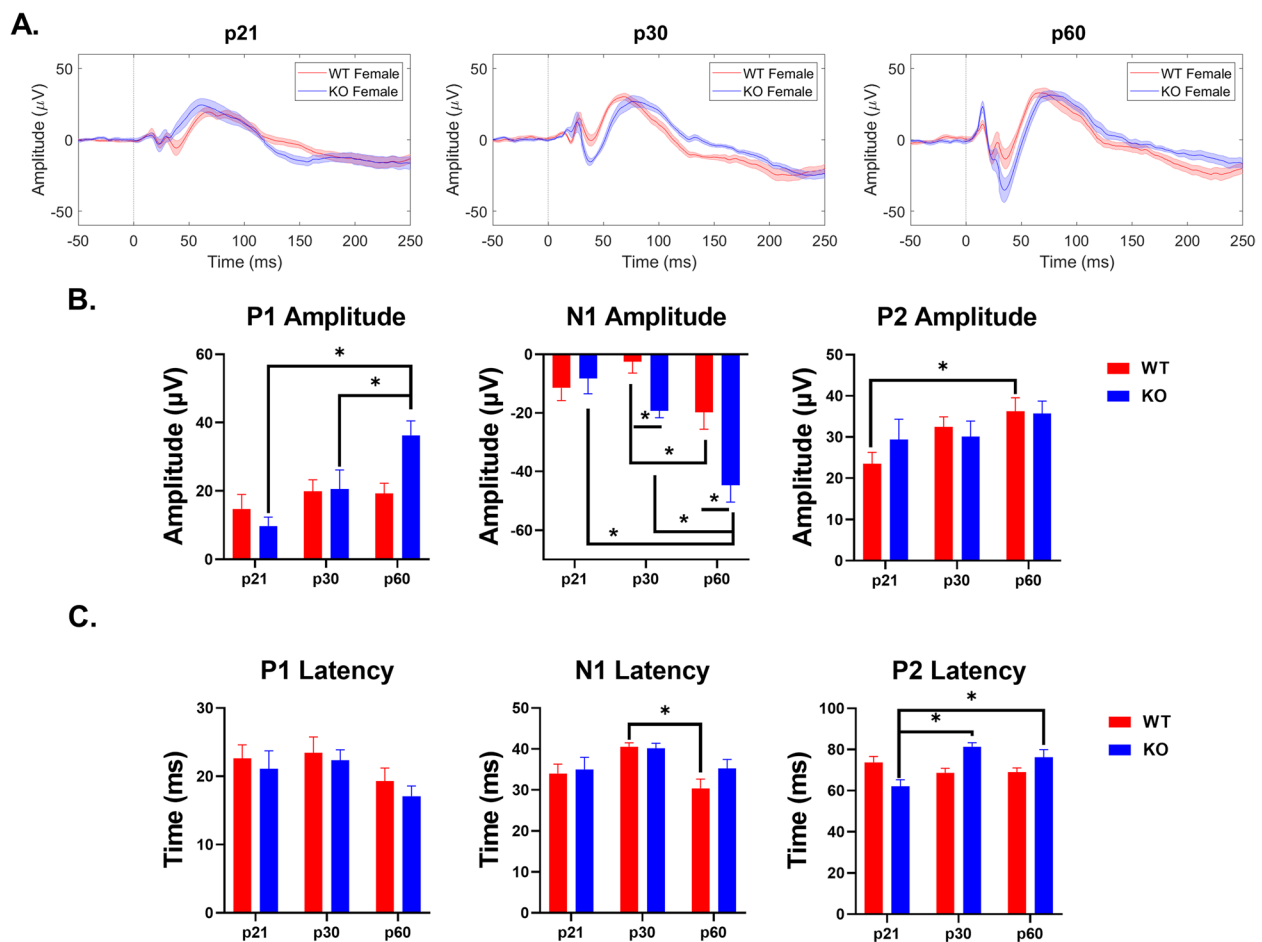 A.
p21
p30
p60
50
0
-50
Amplitude (μV)
WT Female
KO Female
-50 0 50 100 150 200 250
Time (ms)
50
0
-50
Amplitude (μV)
WT Female
KO Female
-50 0 50 100 150 200 250
Time (ms)
50
0
-50
Amplitude (μV)
WT Female
KO Female
-50 0 50 100 150 200 250
Time (ms)
B.
P1 Amplitude
Amplitude (μV)
60
40
20
0
*
*
p21 p30 p60
N1 Amplitude
Amplitude (μV)
0
-20
-40
-60
*
*
*
*
*
p21 p30 p60
P2 Amplitude
Amplitude (μV)
50
40
30
20
10
0
*
p21 p30 p60
WT
KO
C.
P1 Latency
Time (ms)
30
20
10
0
p21 p30 p60
N1 Latency
Time (ms)
50
40
30
20
10
0
*
p21 p30 p60
P2 Latency
Time (ms)
100
80
60
40
20
0
*
*
p21 p30 p60
WT
KO